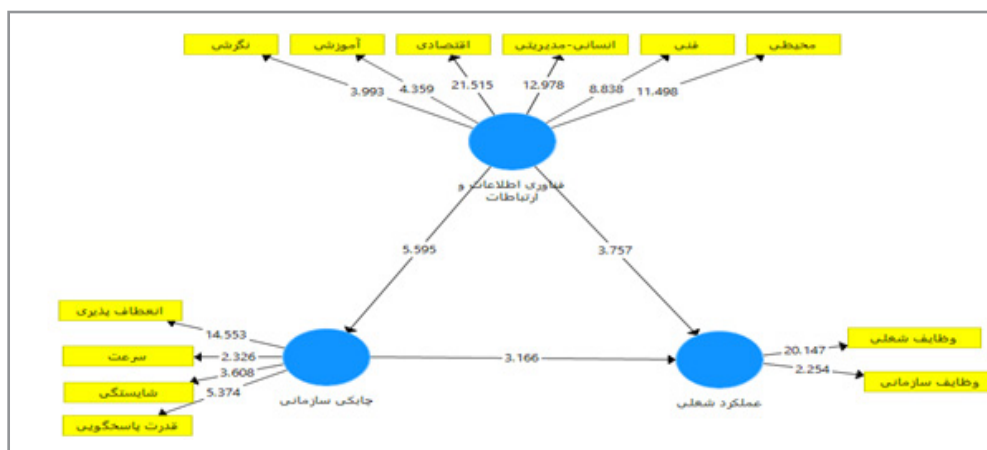 نگرشی
آموزشی
اقتصادی
انسانی-مدیریتی
فنی
محیطی
3.993
4.359
21.515
12.978
8.838
11.498
فناوری اطلاعات و
ارتباطات
5.595
3.757
انعطاف پذیری
سرعت
شایستگی
قدرت پاسخگویی
14.553
2.326
3.608
5.374
چابکی سازمانی
3.166
عملکرد شغلی
20.147
2.254
وظایف شغلی
وظایف سازمانی